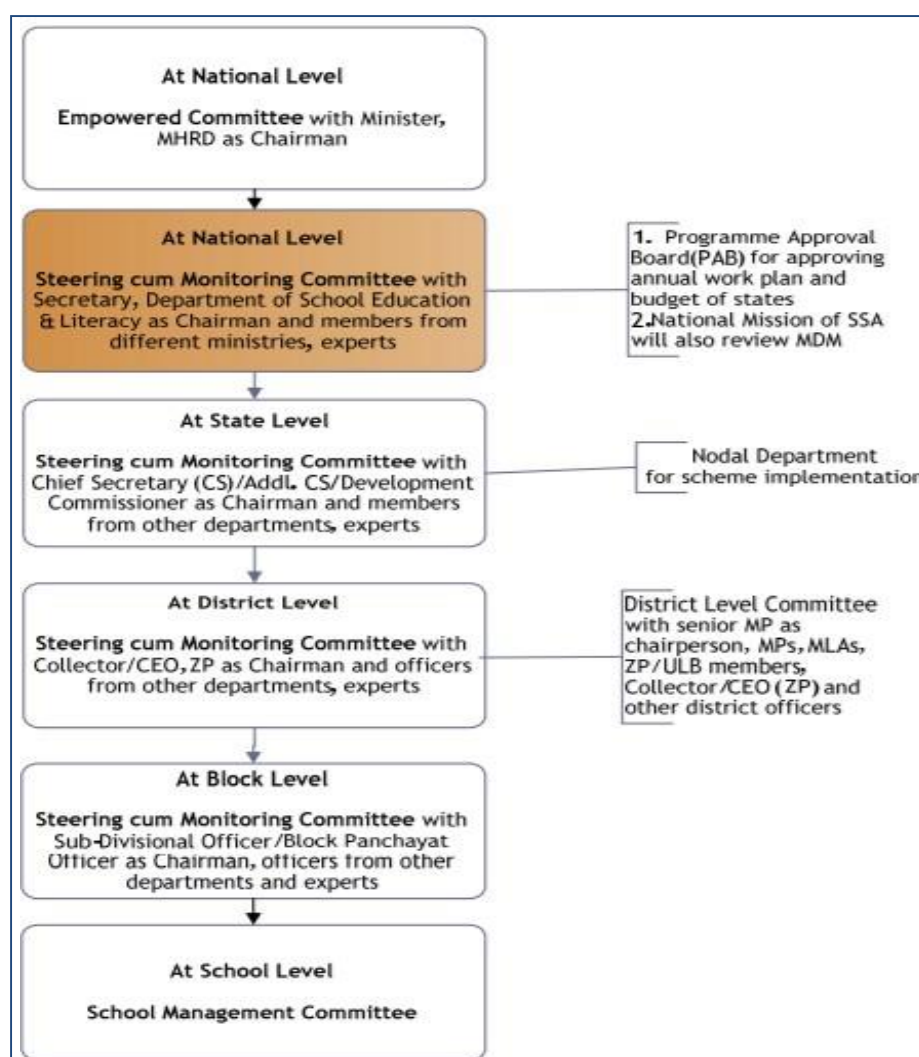 At National Level
Empowered Committee with Minister,
MHRD as Chairman
At National Level
Steering cum Monitoring Committee with
Secretary, Department of School Education
& Literacy as Chairman and members from
different ministries, experts
1. Programme Approval
Board(PAB) for approving
annual work plan and
budget of states
2.National Mission of SSA
will also review MDM
At State Level
Steering cum Monitoring Committee with
Chief Secretary (CS)/Addl. CS/Development
Commissioner as Chairman and members
from other departments, experts
Nodal Department
for scheme implementation
At District Level
Steering cum Monitoring Committee with
Collector/CEO, ZP as Chairman and officers
from other departments, experts
District Level Committee
with senior MP as
chairperson, MPs, MLAs,
ZP/ULB members,
Collector/CEO (ZP) and
other district officers
At Block Level
Steering cum Monitoring Committee with
Sub-Divisional Officer/Block Panchayat
Officer as Chairman, officers from other
departments and experts
At School Level
School Management Committee